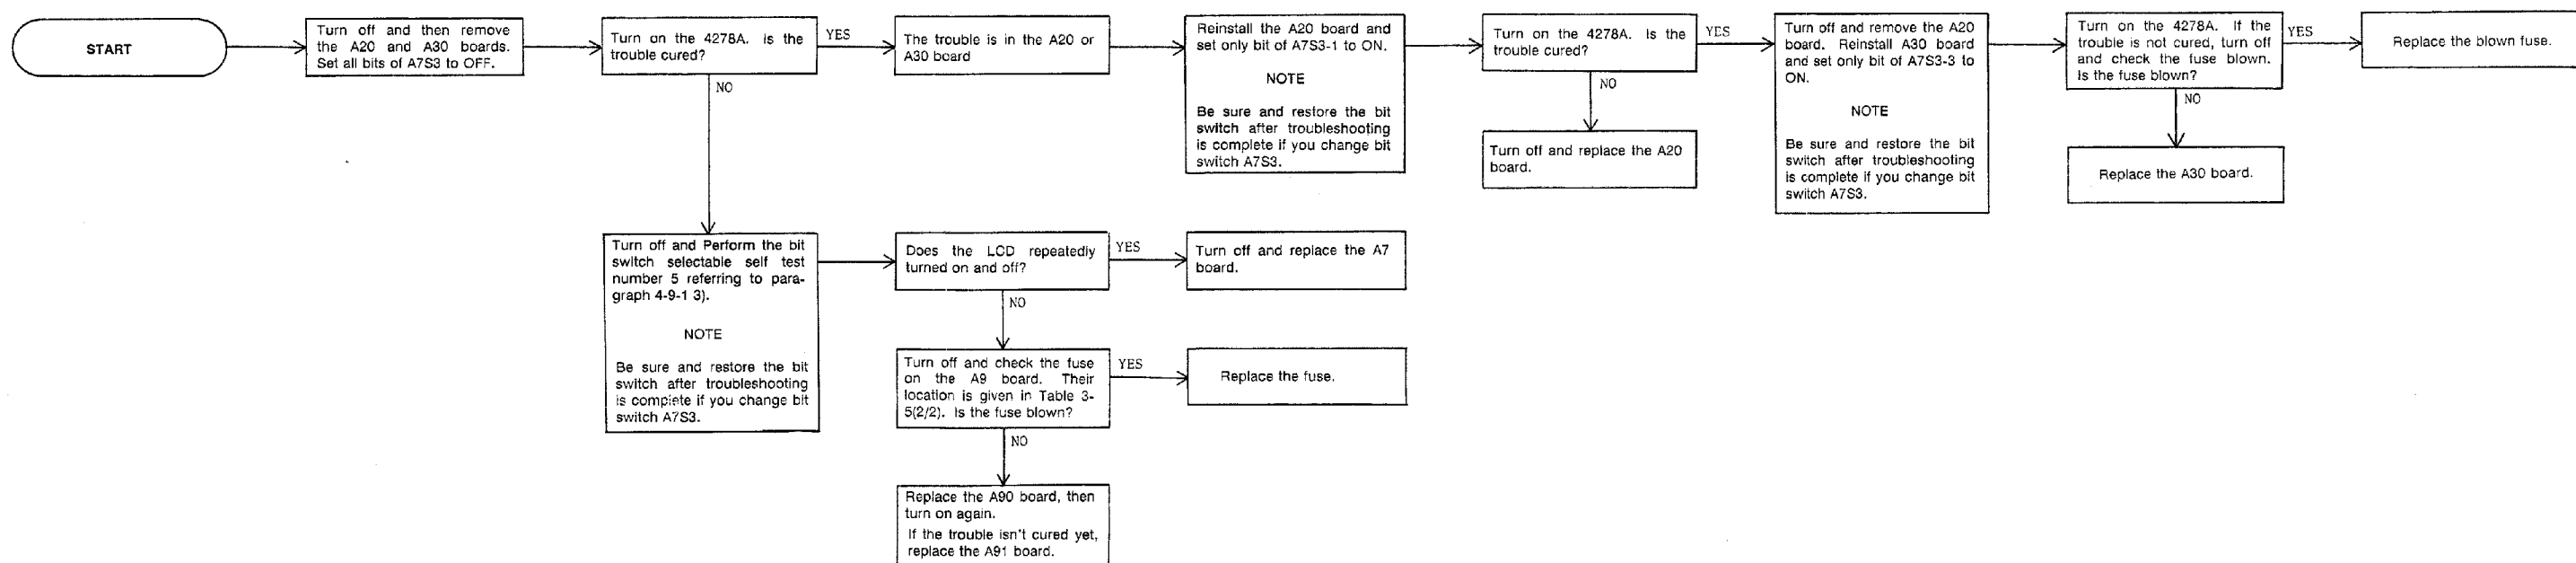 START
Turn off and then remove
the A20 and A30 boards.
Set all bits of A7S3 to OFF.
Turn on the 4278A. Is the
trouble cured?
YES
NO
The trouble is in the A20 or
A30 board
Reinstall the A20 board and
set only bit of A7S3-1 to ON.
NOTE
Be sure and restore the bit
switch after troubleshooting
is complete if you change bit
switch A7S3.
Turn on the 4278A. Is the
trouble cured?
YES
NO
Turn off and replace the A20
board.
Turn off and remove the A20
board. Reinstall A30 board
and set only bit of A7S3-3 to
ON.
NOTE
Be sure and restore the bit
switch after troubleshooting
is complete if you change bit
switch A7S3.
Turn on the 4278A. If the
trouble is not cured, turn off
and check the fuse blown.
Is the fuse blown?
YES
NO
Replace the blown fuse.
Replace the A30 board.
Turn off and Perform the bit
switch selectable self test
number 5 referring to para-
graph 4-9-1 3).
NOTE
Be sure and restore the bit
switch after troubleshooting
is complete if you change bit
switch A7S3.
Does the LCD repeatedly
turned on and off?
YES
NO
Turn off and replace the A7
board.
Turn off and check the fuse
on the A9 board. Their
location is given in Table 3-
5(2/2). Is the fuse blown?
YES
NO
Replace the fuse.
Replace the A90 board, then
turn on again.
If the trouble isn't cured yet,
replace the A91 board.